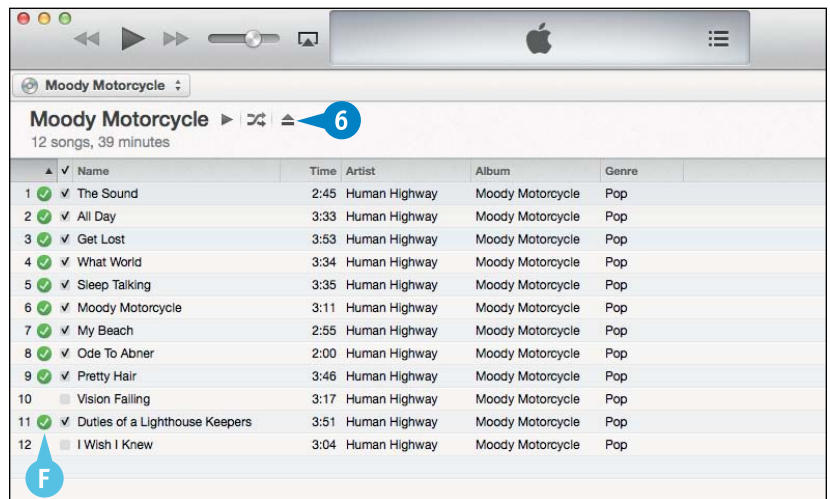 Moody Motorcycle
Moody Motorcycle
6
12 songs, 39 minutes
✓ Name Time Artist Album Genre
1 ✓ The Sound 2:45 Human Highway Moody Motorcycle Pop
2 ✓ All Day 3:33 Human Highway Moody Motorcycle Pop
3 ✓ Get Lost 3:53 Human Highway Moody Motorcycle Pop
4 ✓ What World 3:34 Human Highway Moody Motorcycle Pop
5 ✓ Sleep Talking 3:35 Human Highway Moody Motorcycle Pop
6 ✓ Moody Motorcycle 3:11 Human Highway Moody Motorcycle Pop
7 ✓ My Beach 2:55 Human Highway Moody Motorcycle Pop
8 ✓ Ode To Abner 2:00 Human Highway Moody Motorcycle Pop
9 ✓ Pretty Hair 3:46 Human Highway Moody Motorcycle Pop
10 Vision Failing 3:17 Human Highway Moody Motorcycle Pop
11 ✓ Duties of a Lighthouse Keepers 3:51 Human Highway Moody Motorcycle Pop
12 I Wish I Knew 3:04 Human Highway Moody Motorcycle Pop
F